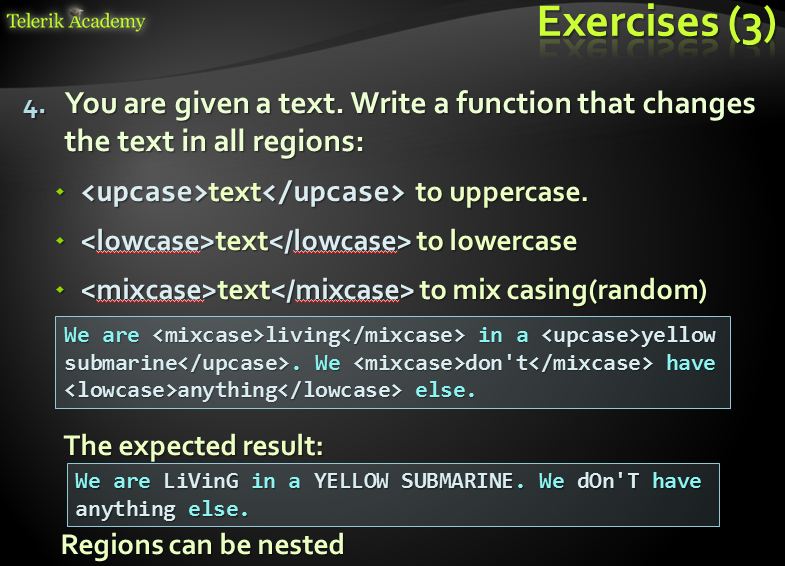 Telerik Academy
Exercises (3)
4. You are given a text. Write a function that changes
the text in all regions:
<upcase>text</upcase> to uppercase.
<lowcase>text</lowcase> to lowercase
<mixcase>text</mixcase> to mix casing(random)
We are <mixcase>living</mixcase> in a <upcase>yellow
submarine</upcase>. We <mixcase>don't</mixcase> have
<lowcase>anything</lowcase> else.
The expected result:
We are LiVinG in a YELLOW SUBMARINE. We dOn'T have
anything else.
Regions can be nested